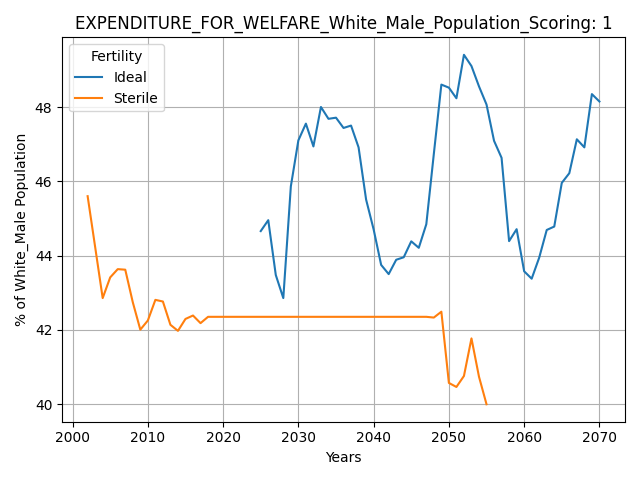 EXPENDITURE_FOR_WELFARE_White_Male_Population_Scoring: 1
Fertility
Ideal
Sterile
% of White_Male Population
48
46
44
42
40
2000 2010 2020 2030 2040 2050 2060 2070
Years